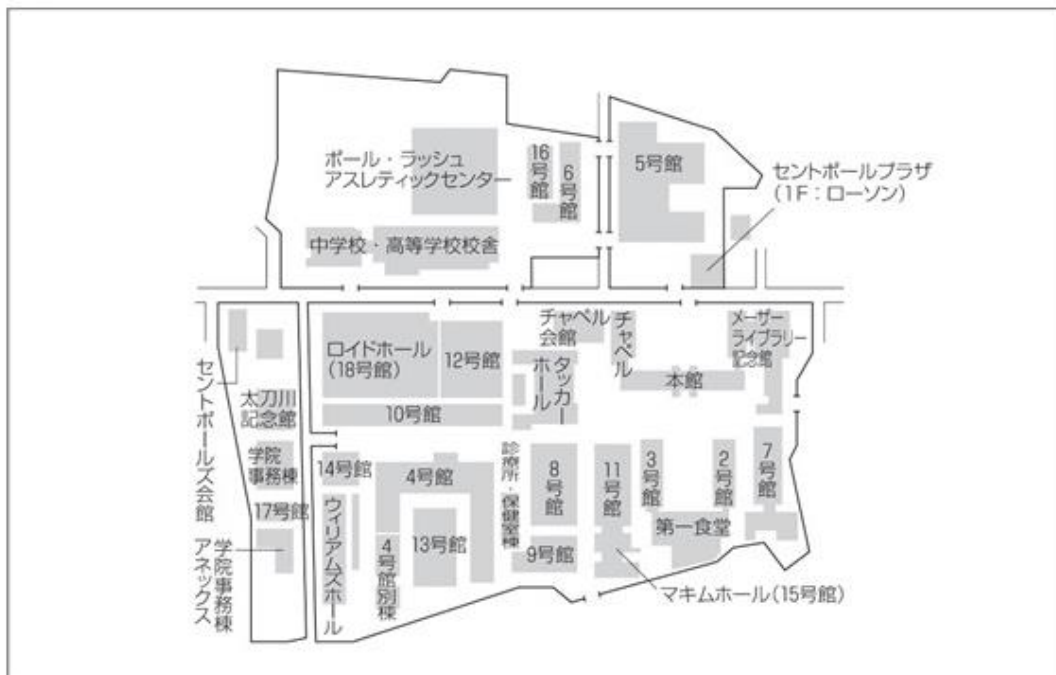 ポール・ラッシュ
アスレティックセンター
16号館
6号館
5号館
セントポールプラザ
(1F：ローソン)
中学校・高等学校校舎
ロイドホール
(18号館)
12号館
チャペル
会館
チャペル
メーザー
ライブラリー
記念館
本館
タッカー
ホール
10号館
セントポールズ会館
太刀川
記念館
学院
事務棟
17号館
学院事務棟
アネックス
14号館
ウィリアムズホール
4号館
4号館別棟
13号館
診療所・保健室棟
8号館
9号館
11号館
3号館
2号館
7号館
第一食堂
マキムホール(15号館)